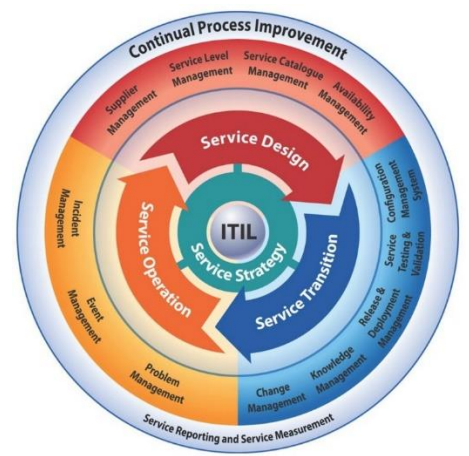 Continual Process Improvement
Supplier
Management
Service Level
Management
Service Catalogue
Management
Availability
Management
System
Configuration
Management
Service
Testing &
Validation
Release &
Deployment
Management
Knowledge
Management
Change
Management
Problem
Management
Event
Management
Incident
Management
Service Design
Service Transition
Service Operation
ITIL
Service Strategy
Service Reporting and Service Measurement